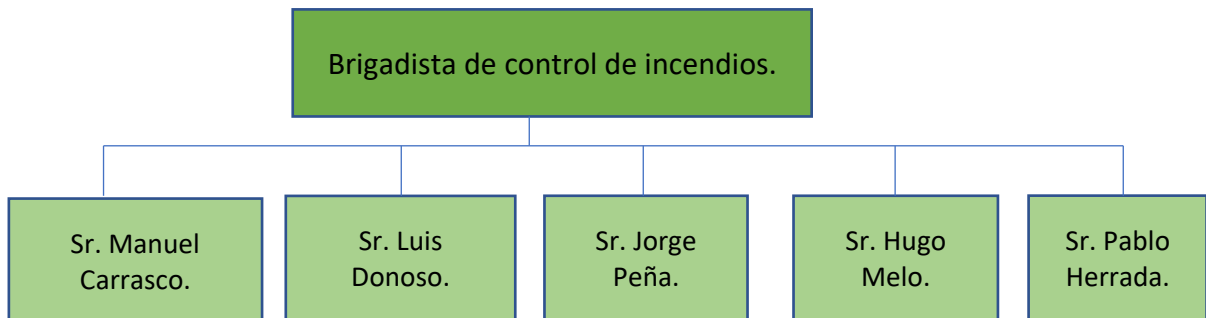 Brigadista de control de incendios.
Sr. Manuel
Carrasco.
Sr. Luis
Donoso.
Sr. Jorge
Peña.
Sr. Hugo
Melo.
Sr. Pablo
Herrada.